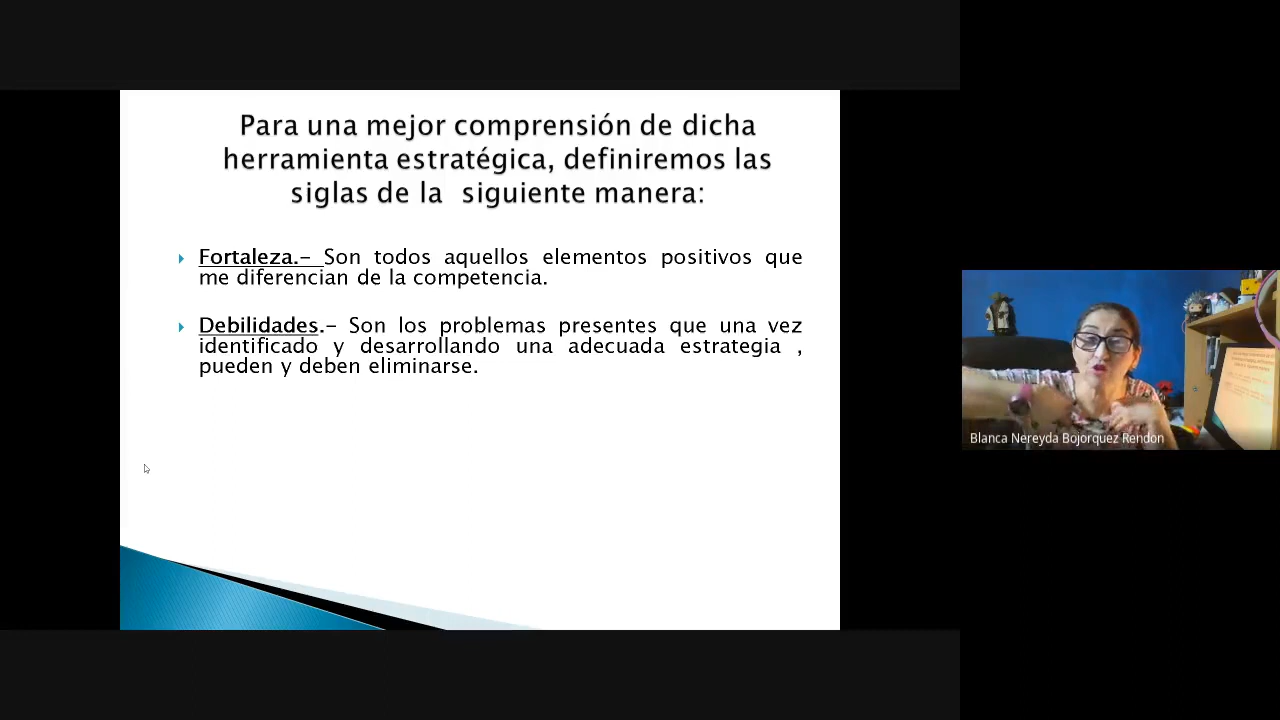 Para una mejor comprensión de dicha
herramienta estratégica, definiremos las
siglas de la siguiente manera:
Fortaleza.- Son todos aquellos elementos positivos que
me diferencian de la competencia.
Debilidades.- Son los problemas presentes que una vez
identificado y desarrollando una adecuada estrategia ,
pueden y deben eliminarse.
Blanca Nereyda Bojorquez Rendon